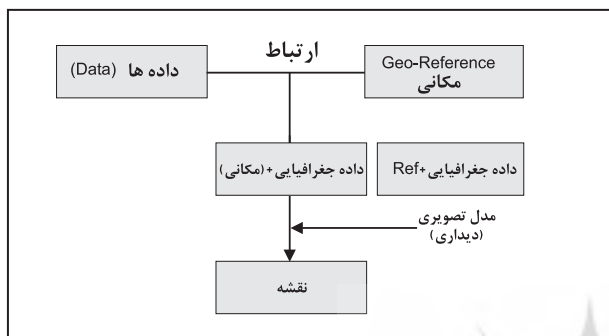 ارتباط
داده ها (Data)
Geo-Reference
مکانی
داده جغرافیایی+(مکانی)
داده جغرافیایی+Ref
مدل تصویری
(دیداری)
نقشه